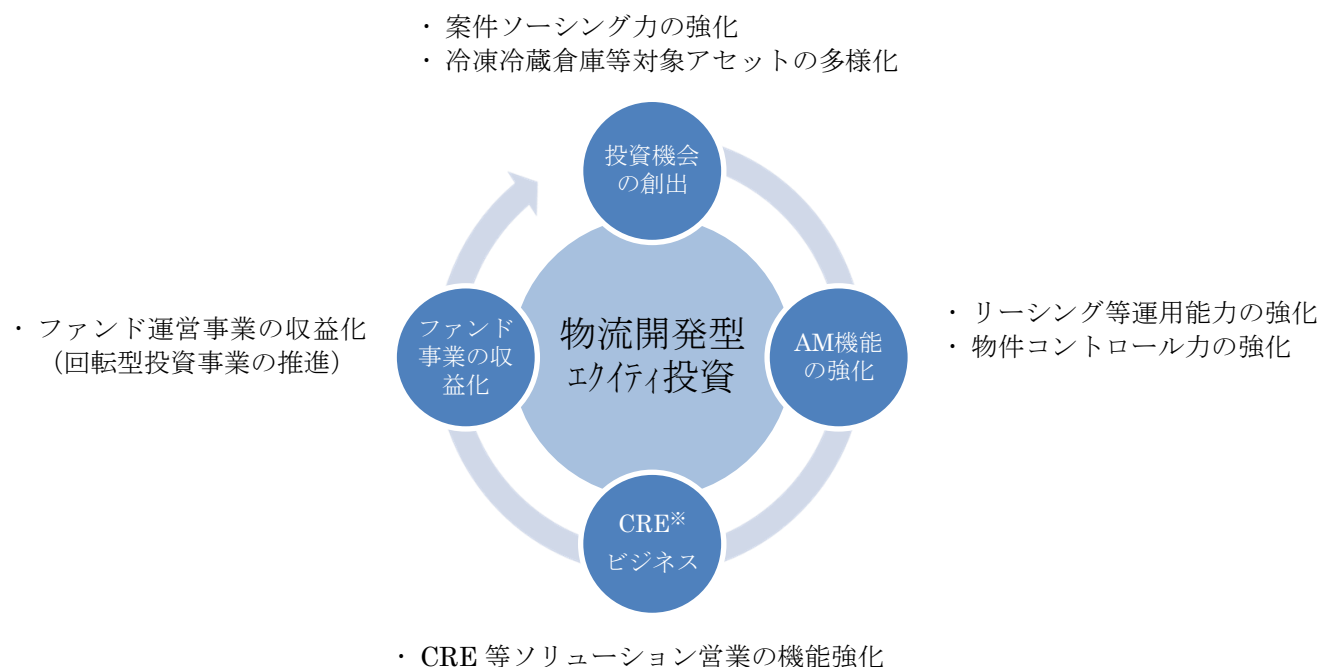 ・ 案件ソーシング力の強化
・ 冷凍冷蔵倉庫等対象アセットの多様化
投資機会
の創出
・ リーシング等運用能力の強化
・ 物件コントロール力の強化
AM機能
の強化
物流開発型
エクイティ投資
・ ファンド運営事業の収益化
(回転型投資事業の推進)
ファンド
事業の収
益化
CRE※
ビジネス
・ CRE 等ソリューション営業の機能強化